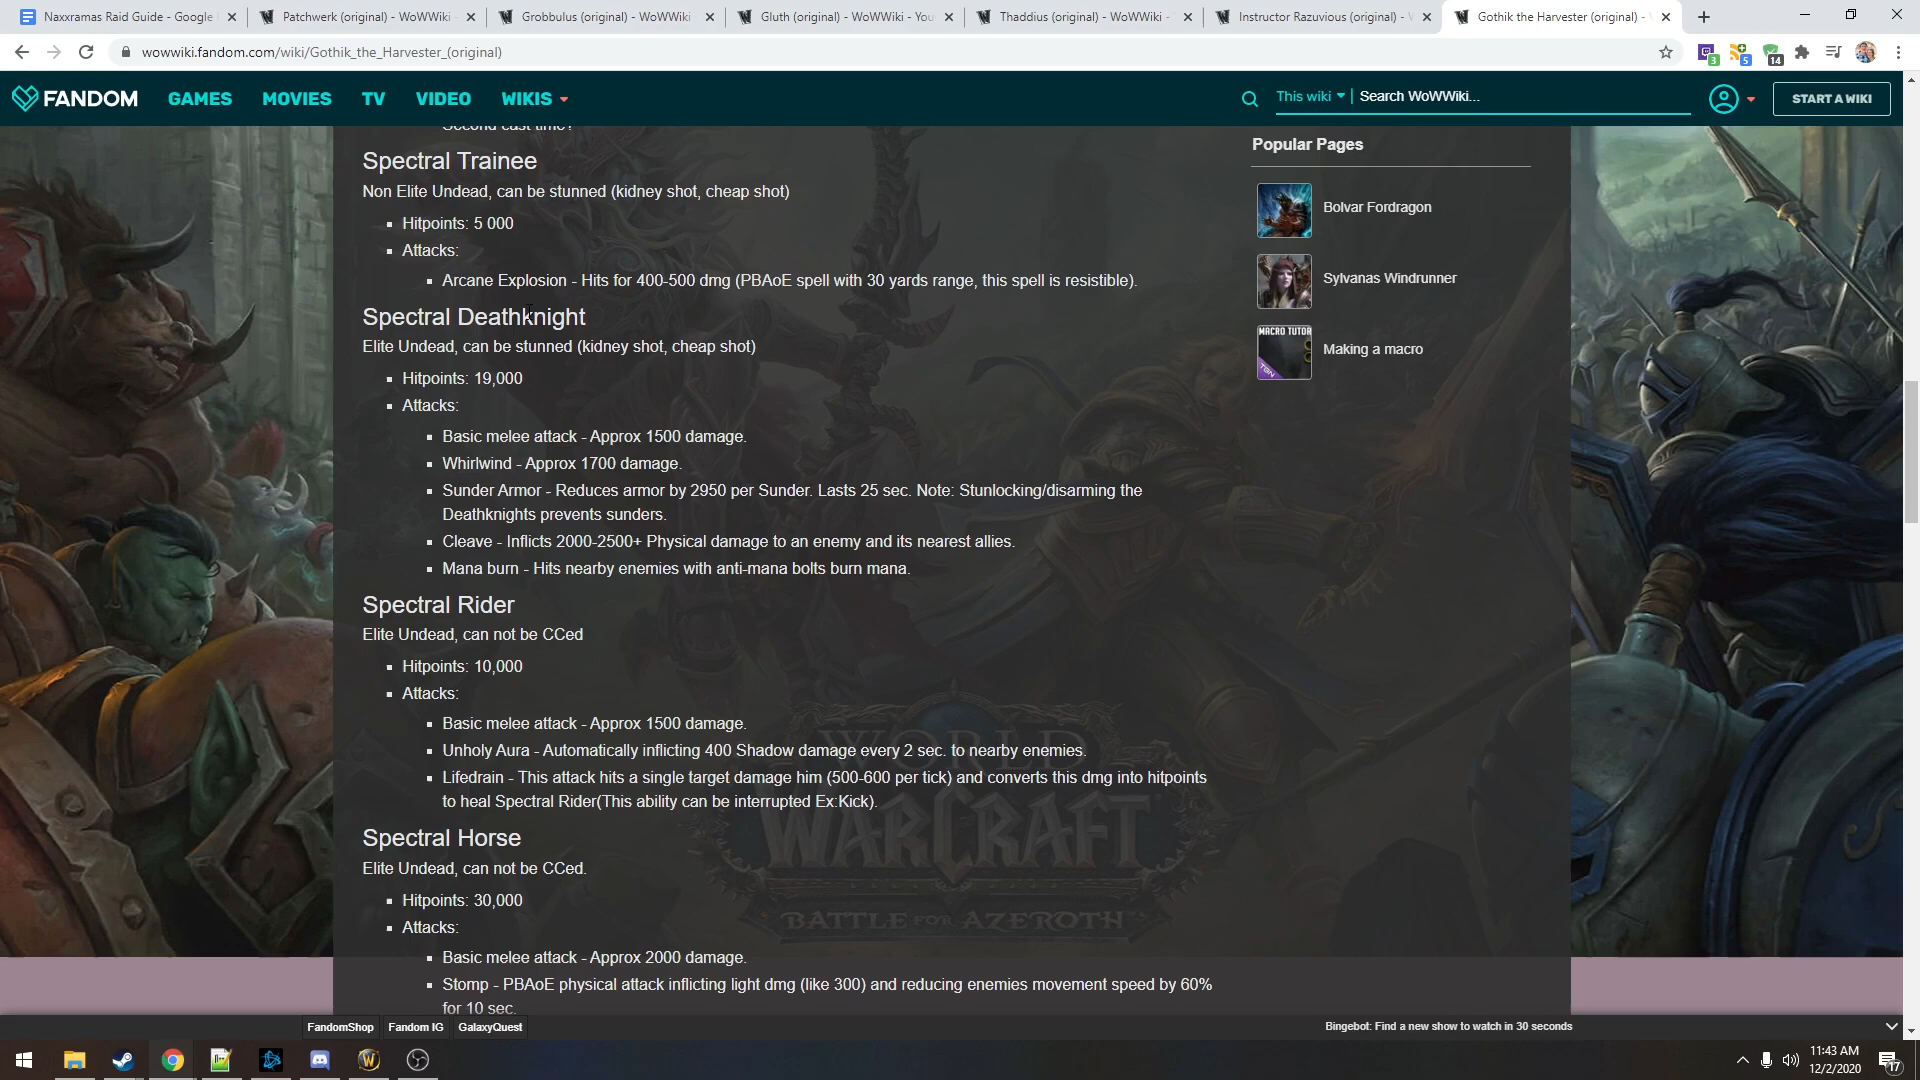 Naxxramas Raid Guide - Google
Patchwerk (original) - WoWWiki -
Grobbulus (original) - WoWWiki
Gluth (original) - WoWWiki - You
Thaddius (original) - WoWWiki -
Instructor Razuvious (original) -
Gothik the Harvester (original) -
wowwiki.fandom.com/wiki/Gothik_the_Harvester_(original)
3
5
14
FANDOM
GAMES
MOVIES
TV
VIDEO
WIKIS
This wiki
Search WoWWiki...
START A WIKI
Second cast time?
Spectral Trainee
Non Elite Undead, can be stunned (kidney shot, cheap shot)
Hitpoints: 5 000
Attacks:
Arcane Explosion - Hits for 400-500 dmg (PBAoE spell with 30 yards range, this spell is resistible).
Spectral Deathknight
Elite Undead, can be stunned (kidney shot, cheap shot)
Hitpoints: 19,000
Attacks:
Basic melee attack - Approx 1500 damage.
Whirlwind - Approx 1700 damage.
Sunder Armor - Reduces armor by 2950 per Sunder. Lasts 25 sec. Note: Stunlocking/disarming the
Deathknights prevents sunders.
Cleave - Inflicts 2000-2500+ Physical damage to an enemy and its nearest allies.
Mana burn - Hits nearby enemies with anti-mana bolts burn mana.
Spectral Rider
Elite Undead, can not be CCed
Hitpoints: 10,000
Attacks:
Basic melee attack - Approx 1500 damage.
Unholy Aura - Automatically inflicting 400 Shadow damage every 2 sec. to nearby enemies.
Lifedrain - This attack hits a single target damage him (500-600 per tick) and converts this dmg into hitpoints
to heal Spectral Rider(This ability can be interrupted Ex:Kick).
Spectral Horse
Elite Undead, can not be CCed.
Hitpoints: 30,000
Attacks:
Basic melee attack - Approx 2000 damage.
Stomp - PBAoE physical attack inflicting light dmg (like 300) and reducing enemies movement speed by 60%
for 10 sec.
Popular Pages
Bolvar Fordragon
Sylvanas Windrunner
MACRO TUTOR
TGN
Making a macro
WORLD
OF
WARCRAFT
BATTLE FOR AZEROTH
FandomShop
Fandom IG
GalaxyQuest
Bingebot: Find a new show to watch in 30 seconds
11:43 AM
12/2/2020
17